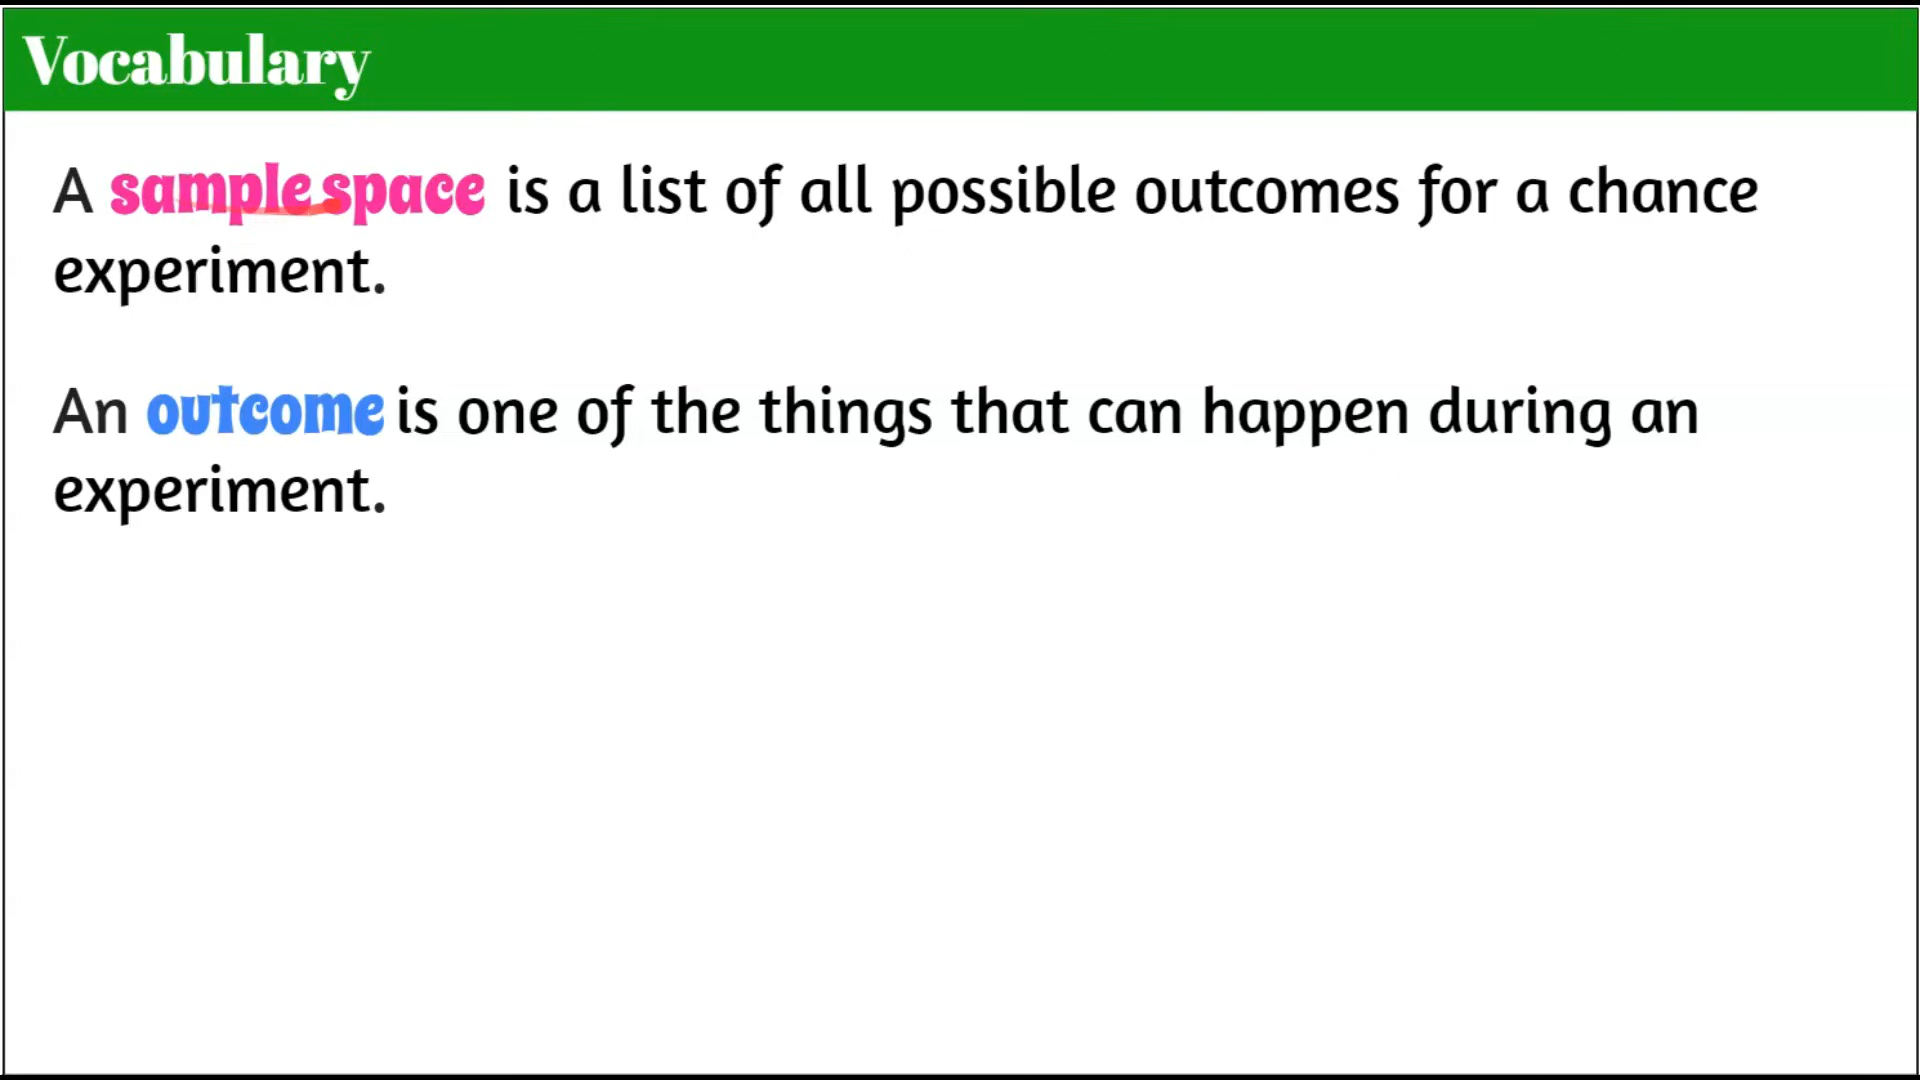 Vocabulary
A sample space is a list of all possible outcomes for a chance
experiment.
An outcome is one of the things that can happen during an
experiment.